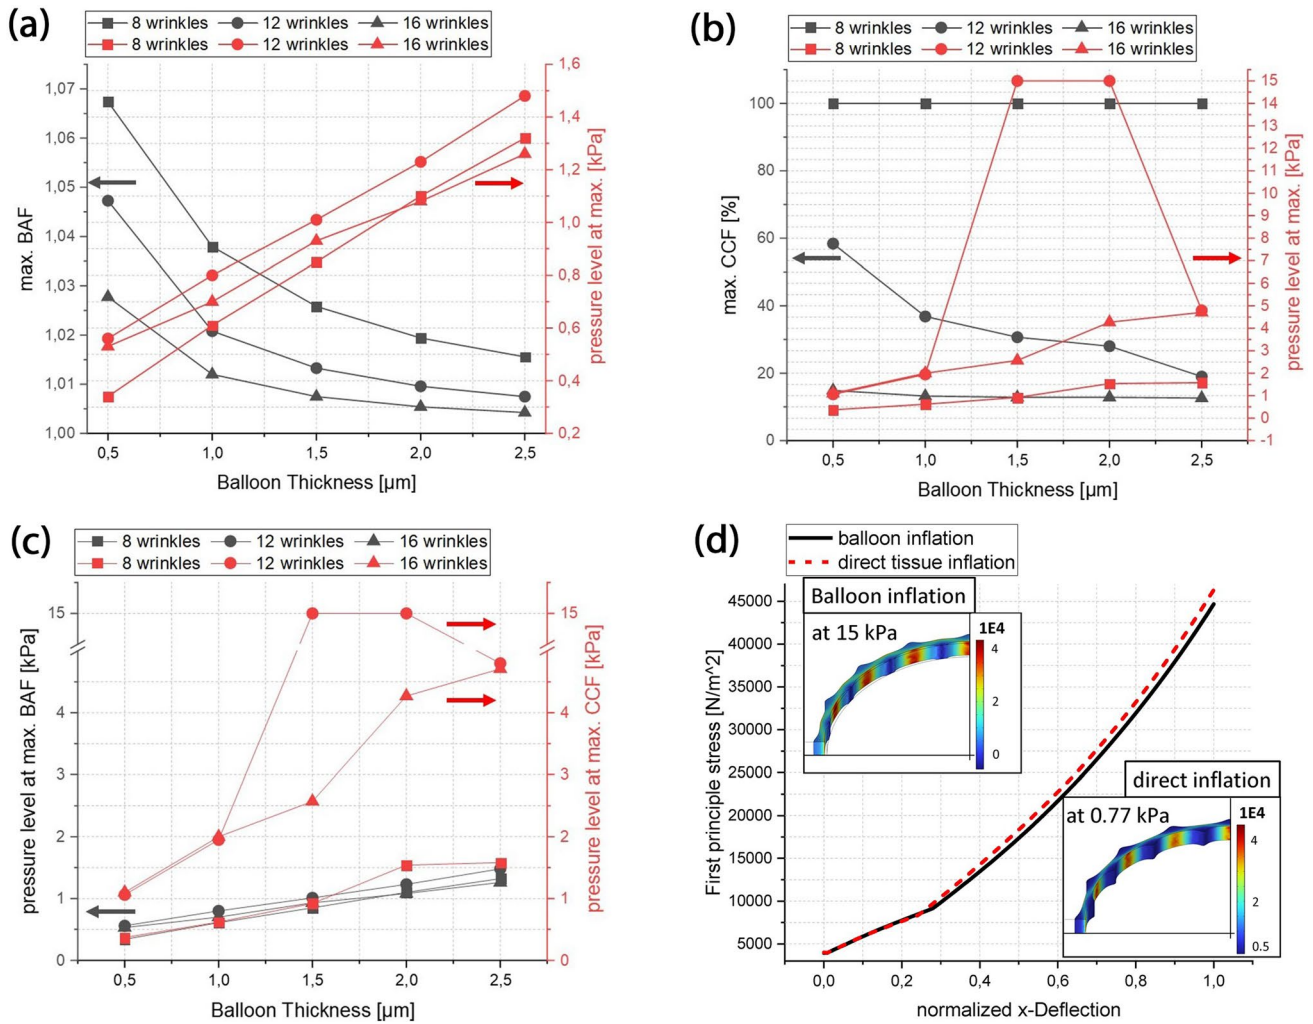 (a)
8 wrinkles 12 wrinkles 16 wrinkles
8 wrinkles 12 wrinkles 16 wrinkles
max. BAF
1,07
1,06
1,05
1,04
1,03
1,02
1,01
1,00
1,6
1,4
1,2
1,0
0,8
0,6
0,4
0,2
pressure level at max. [kPa]
0,5 1,0 1,5 2,0 2,5
Balloon Thickness [µm]
(b)
8 wrinkles 12 wrinkles 16 wrinkles
8 wrinkles 12 wrinkles 16 wrinkles
max. CCF [%]
100
80
60
40
20
0
15
14
13
12
11
10
9
8
7
6
5
4
3
2
1
0
-1
pressure level at max. [kPa]
0,5 1,0 1,5 2,0 2,5
Balloon Thickness [µm]
(c)
8 wrinkles 12 wrinkles 16 wrinkles
8 wrinkles 12 wrinkles 16 wrinkles
pressure level at max. BAF [kPa]
15
4
3
2
1
0
15
4
3
2
1
0
pressure level at max. CCF [kPa]
0,5 1,0 1,5 2,0 2,5
Balloon Thickness [µm]
(d)
balloon inflation
direct tissue inflation
First principle stress [N/m^2]
45000
40000
35000
30000
25000
20000
15000
10000
5000
Balloon inflation
at 15 kPa
1E4
4
2
0
direct inflation
at 0.77 kPa
1E4
4
2
0.5
0,0 0,2 0,4 0,6 0,8 1,0
normalized x-Deflection